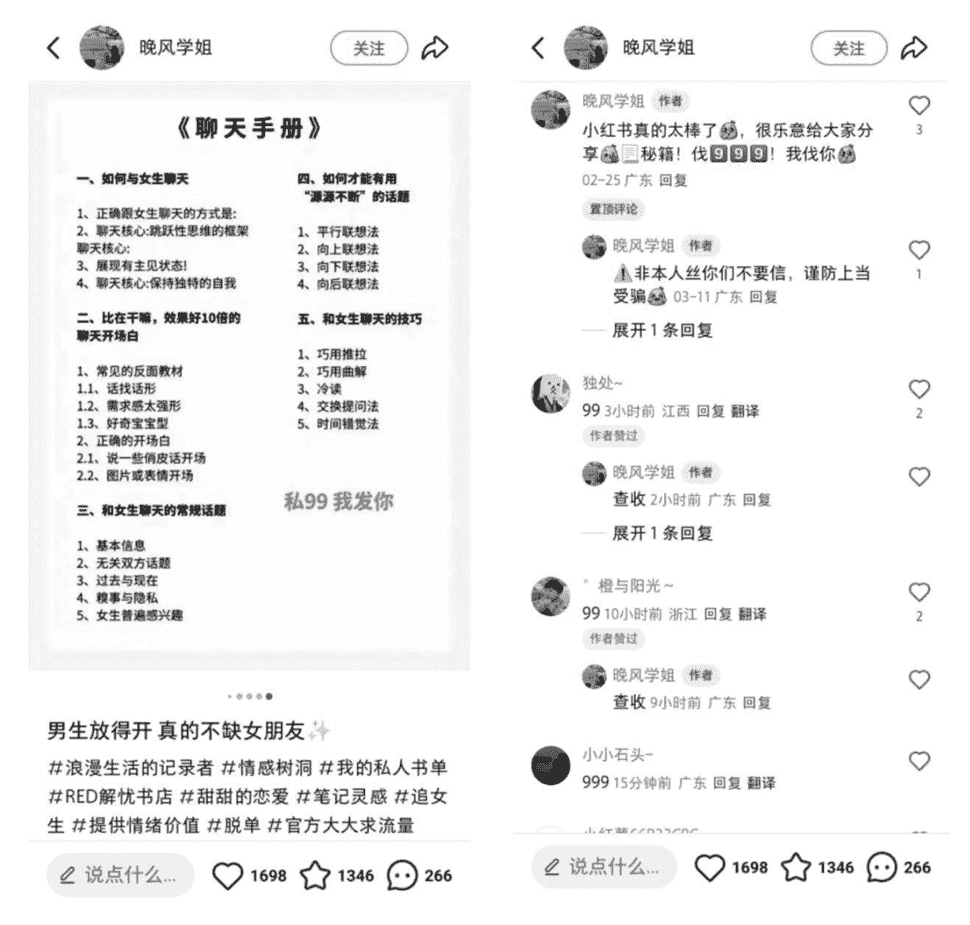 晚风学姐
关注
《聊天手册》
一、如何与女生聊天
1、正确跟女生聊天的方式是:
2、聊天核心:跳跃性思维的框架
聊天核心:
3、展现有主见状态!
4、聊天核心:保持独特的自我
二、比在干嘛，效果好10倍的
聊天开场白
1、常见的反面教材
1.1、话找话形
1.2、需求感太强形
1.3、好奇宝宝型
2、正确的开场白
2.1、说一些俏皮话开场
2.2、图片或表情开场
三、和女生聊天的常规话题
1、基本信息
2、无关双方话题
3、过去与现在
4、糗事与隐私
5、女生普遍感兴趣
四、如何才能有用
“源源不断”的话题
1、平行联想法
2、向上联想法
3、向下联想法
4、向后联想法
五、和女生聊天的技巧
1、巧用推拉
2、巧用曲解
3、冷读
4、交换提问法
5、时间错觉法
私99 我发你
男生放得开 真的不缺女朋友✨
#浪漫生活的记录者 #情感树洞 #我的私人书单
#RED解忧书店 #甜甜的恋爱 #笔记灵感 #追女
生 #提供情绪价值 #脱单 #官方大大求流量
说点什么...
1698
1346
266
晚风学姐
关注
晚风学姐 作者
小红书真的太棒了，很乐意给大家分
享📃秘籍！伐9️⃣9️⃣9️⃣！我伐你
3
02-25 广东 回复
置顶评论
晚风学姐 作者
⚠️非本人丝你们不要信，谨防上当
受骗 03-11 广东 回复
1
展开 1 条回复
独处~
99 3小时前 江西 回复 翻译
2
作者赞过
晚风学姐 作者
查收 2小时前 广东 回复
展开 1 条回复
° 橙与阳光~
99 10小时前 浙江 回复 翻译
2
作者赞过
晚风学姐 作者
查收 9小时前 广东 回复
小小石头~
999 15分钟前 广东 回复 翻译
说点什么...
1698
1346
266